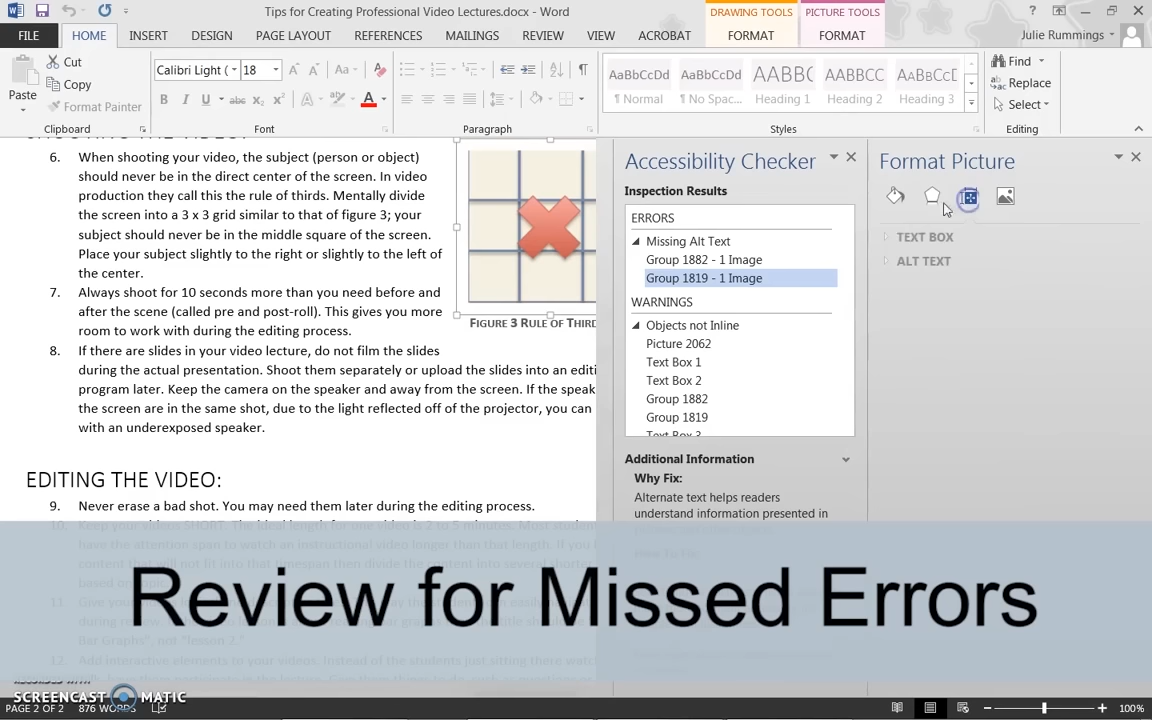 Tips for Creating Professional Video Lectures.docx - Word
DRAWING TOOLS
PICTURE TOOLS
FILE
HOME
INSERT
DESIGN
PAGE LAYOUT
REFERENCES
MAILINGS
REVIEW
VIEW
ACROBAT
FORMAT
FORMAT
Julie Rummings
Paste
Cut
Copy
Format Painter
Clipboard
Calibri Light (
18
Font
Paragraph
AaBbCcDd
¶ Normal
AaBbCcDd
¶ No Spac...
AaBbC
Heading 1
AaBbCC
Heading 2
AaBbCcD
Heading 3
Styles
Find
Replace
Select
Editing
6. When shooting your video, the subject (person or object)
should never be in the direct center of the screen. In video
production they call this the rule of thirds. Mentally divide
the screen into a 3 x 3 grid similar to that of figure 3; your
subject should never be in the middle square of the screen.
Place your subject slightly to the right or slightly to the left of
the center.
7. Always shoot for 10 seconds more than you need before and
after the scene (called pre and post-roll). This gives you more
room to work with during the editing process.
FIGURE 3 RULE OF THIRD
8. If there are slides in your video lecture, do not film the slides
during the actual presentation. Shoot them separately or upload the slides into an editi
program later. Keep the camera on the speaker and away from the screen. If the speak
the screen are in the same shot, due to the light reflected off of the projector, you can
with an underexposed speaker.
EDITING THE VIDEO:
9. Never erase a bad shot. You may need them later during the editing process.
Accessibility Checker
Inspection Results
ERRORS
Missing Alt Text
Group 1882 - 1 Image
Group 1819 - 1 Image
WARNINGS
Objects not Inline
Picture 2062
Text Box 1
Text Box 2
Group 1882
Group 1819
Text Box 3
Additional Information
Why Fix:
Alternate text helps readers
understand information presented in
Format Picture
TEXT BOX
ALT TEXT
Review for Missed Errors
SCREENCAST MATIC
PAGE 2 OF 2
876 WORDS
100%